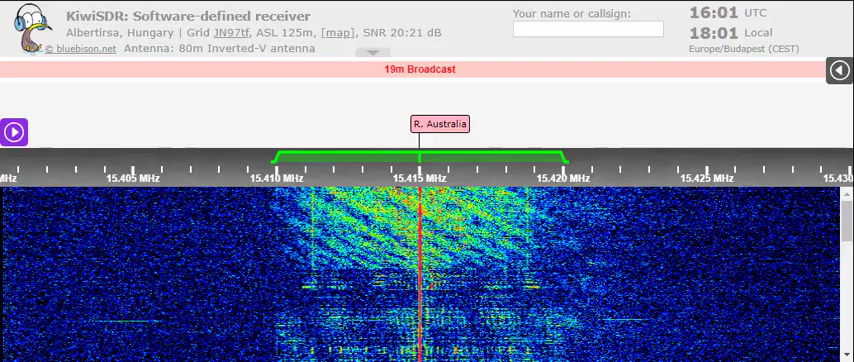 KiwiSDR: Software-defined receiver
Albertirsa, Hungary | Grid JN97tf, ASL 125m, [map], SNR 20:21 dB
© bluebison.net Antenna: 80m Inverted-V antenna
Your name or callsign:
16:01 UTC
18:01 Local
Europe/Budapest (CEST)
19m Broadcast
R. Australia
MHz 15.405 MHz 15.410 MHz 15.415 MHz 15.420 MHz 15.425 MHz 15.430